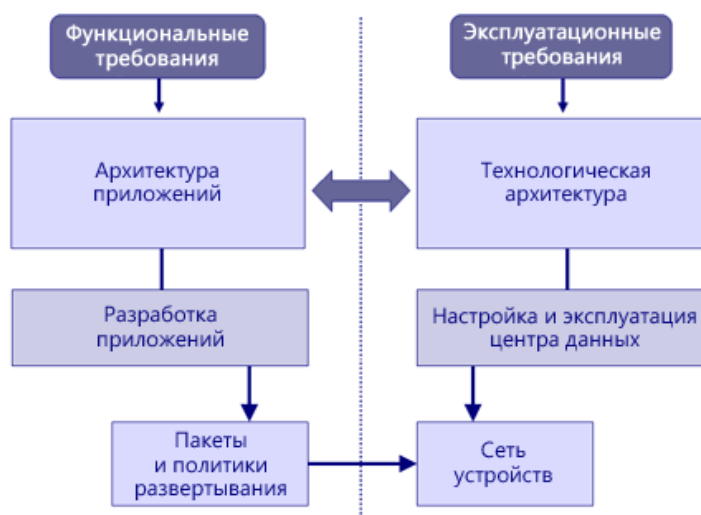 Функциональные
требования
Эксплуатационные
требования
Архитектура
приложений
Технологическая
архитектура
Разработка
приложений
Настройка и эксплуатация
центра данных
Пакеты
и политики
развертывания
Сеть
устройств